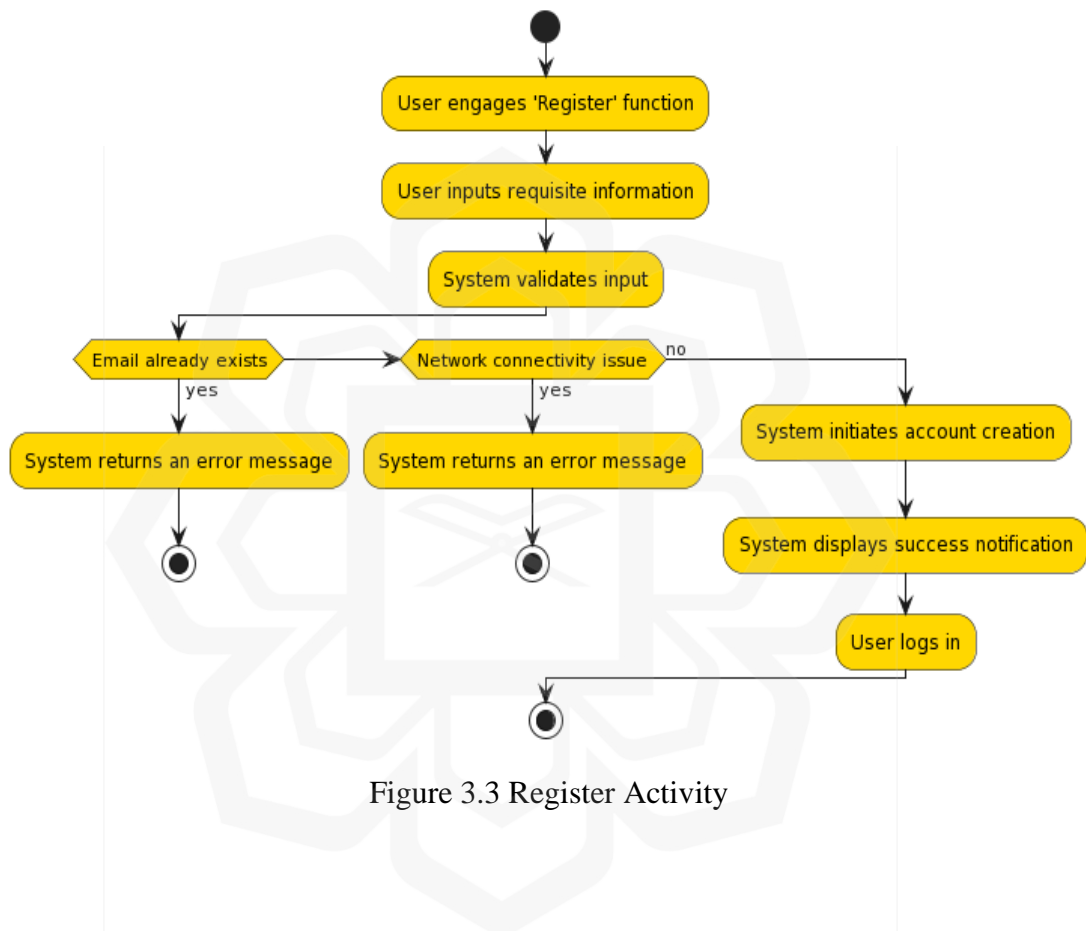 User engages 'Register' function
User inputs requisite information
System validates input
Email already exists
Network connectivity issue
no
yes
yes
System initiates account creation
System returns an error message
System returns an error message
System displays success notification
User logs in
Figure 3.3 Register Activity